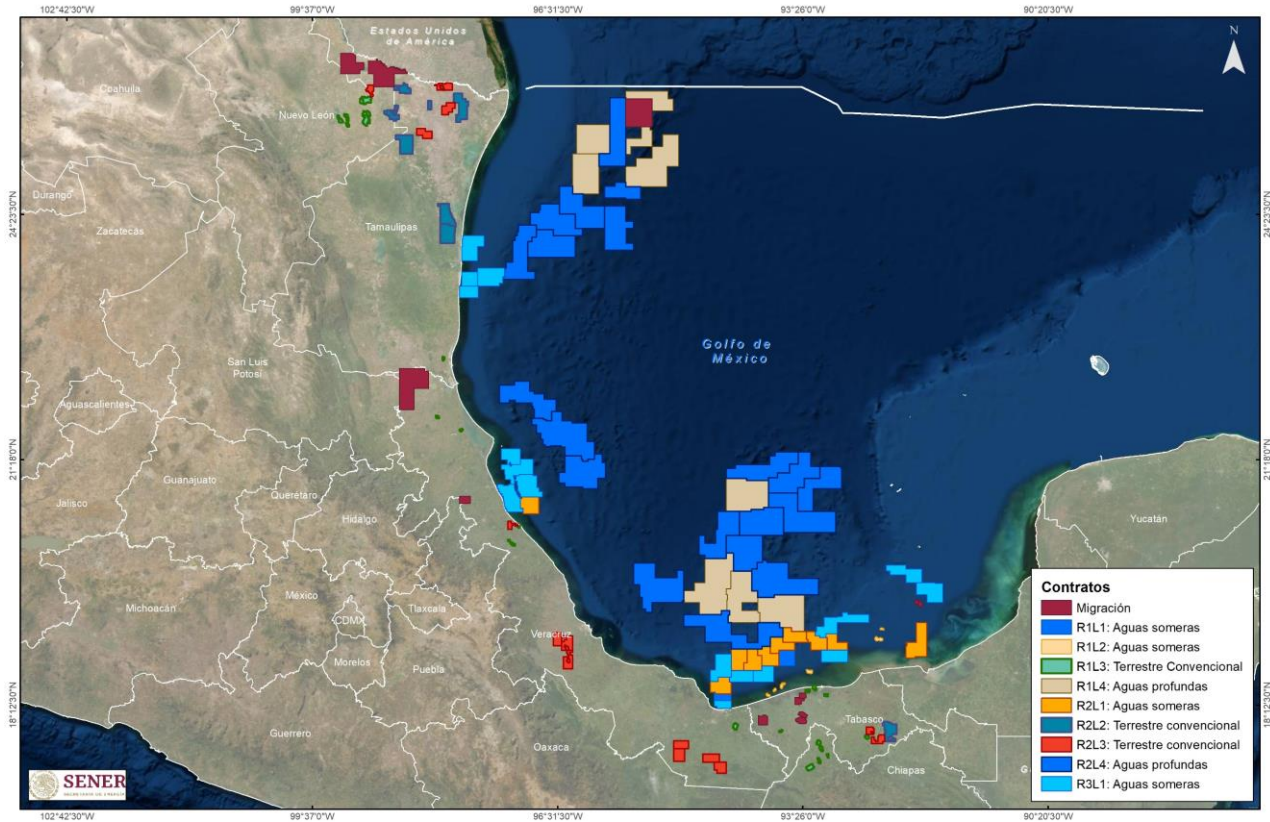 102°42'30"W
99°37'0"W
96°31'30"W
93°26'0"W
90°20'30"W
Estados Unidos
de América
N
Coahuila
Nuevo León
Durango
24°23'30"N
24°23'30"N
Zacatecas
Tamaulipas
Golfo de
México
San Luis
Potosí
Aguascalientes
21°18'0"N
21°18'0"N
Guanajuato
Querétaro
Jalisco
Hidalgo
Yucatán
Michoacán
México
Tlaxcala
CDMX
Veracruz
Morelos
Puebla
18°12'30"N
18°12'30"N
Guerrero
Oaxaca
Tabasco
Chiapas
G
Contratos
Migración
R1L1: Aguas someras
R1L2: Aguas someras
R1L3: Terrestre Convencional
R1L4: Aguas profundas
R2L1: Aguas someras
R2L2: Terrestre convencional
R2L3: Terrestre convencional
R2L4: Aguas profundas
R3L1: Aguas someras
SENER
SECRETARÍA DE ENERGÍA
102°42'30"W
99°37'0"W
96°31'30"W
93°26'0"W
90°20'30"W